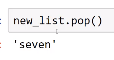 : new_list.pop()
: 'seven'